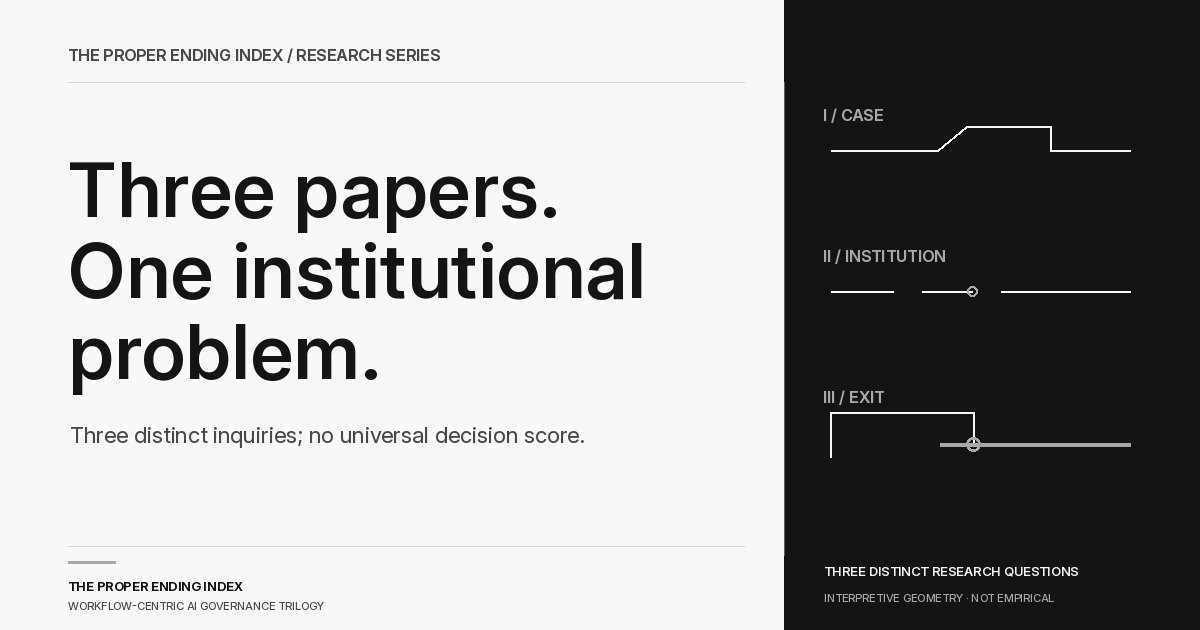 THE PROPER ENDING INDEX / RESEARCH SERIES
Three papers.
One institutional
problem.
Three distinct inquiries; no universal decision score.
THE PROPER ENDING INDEX
WORKFLOW-CENTRIC AI GOVERNANCE TRILOGY
I / CASE
II / INSTITUTION
III / EXIT
THREE DISTINCT RESEARCH QUESTIONS
INTERPRETIVE GEOMETRY · NOT EMPIRICAL